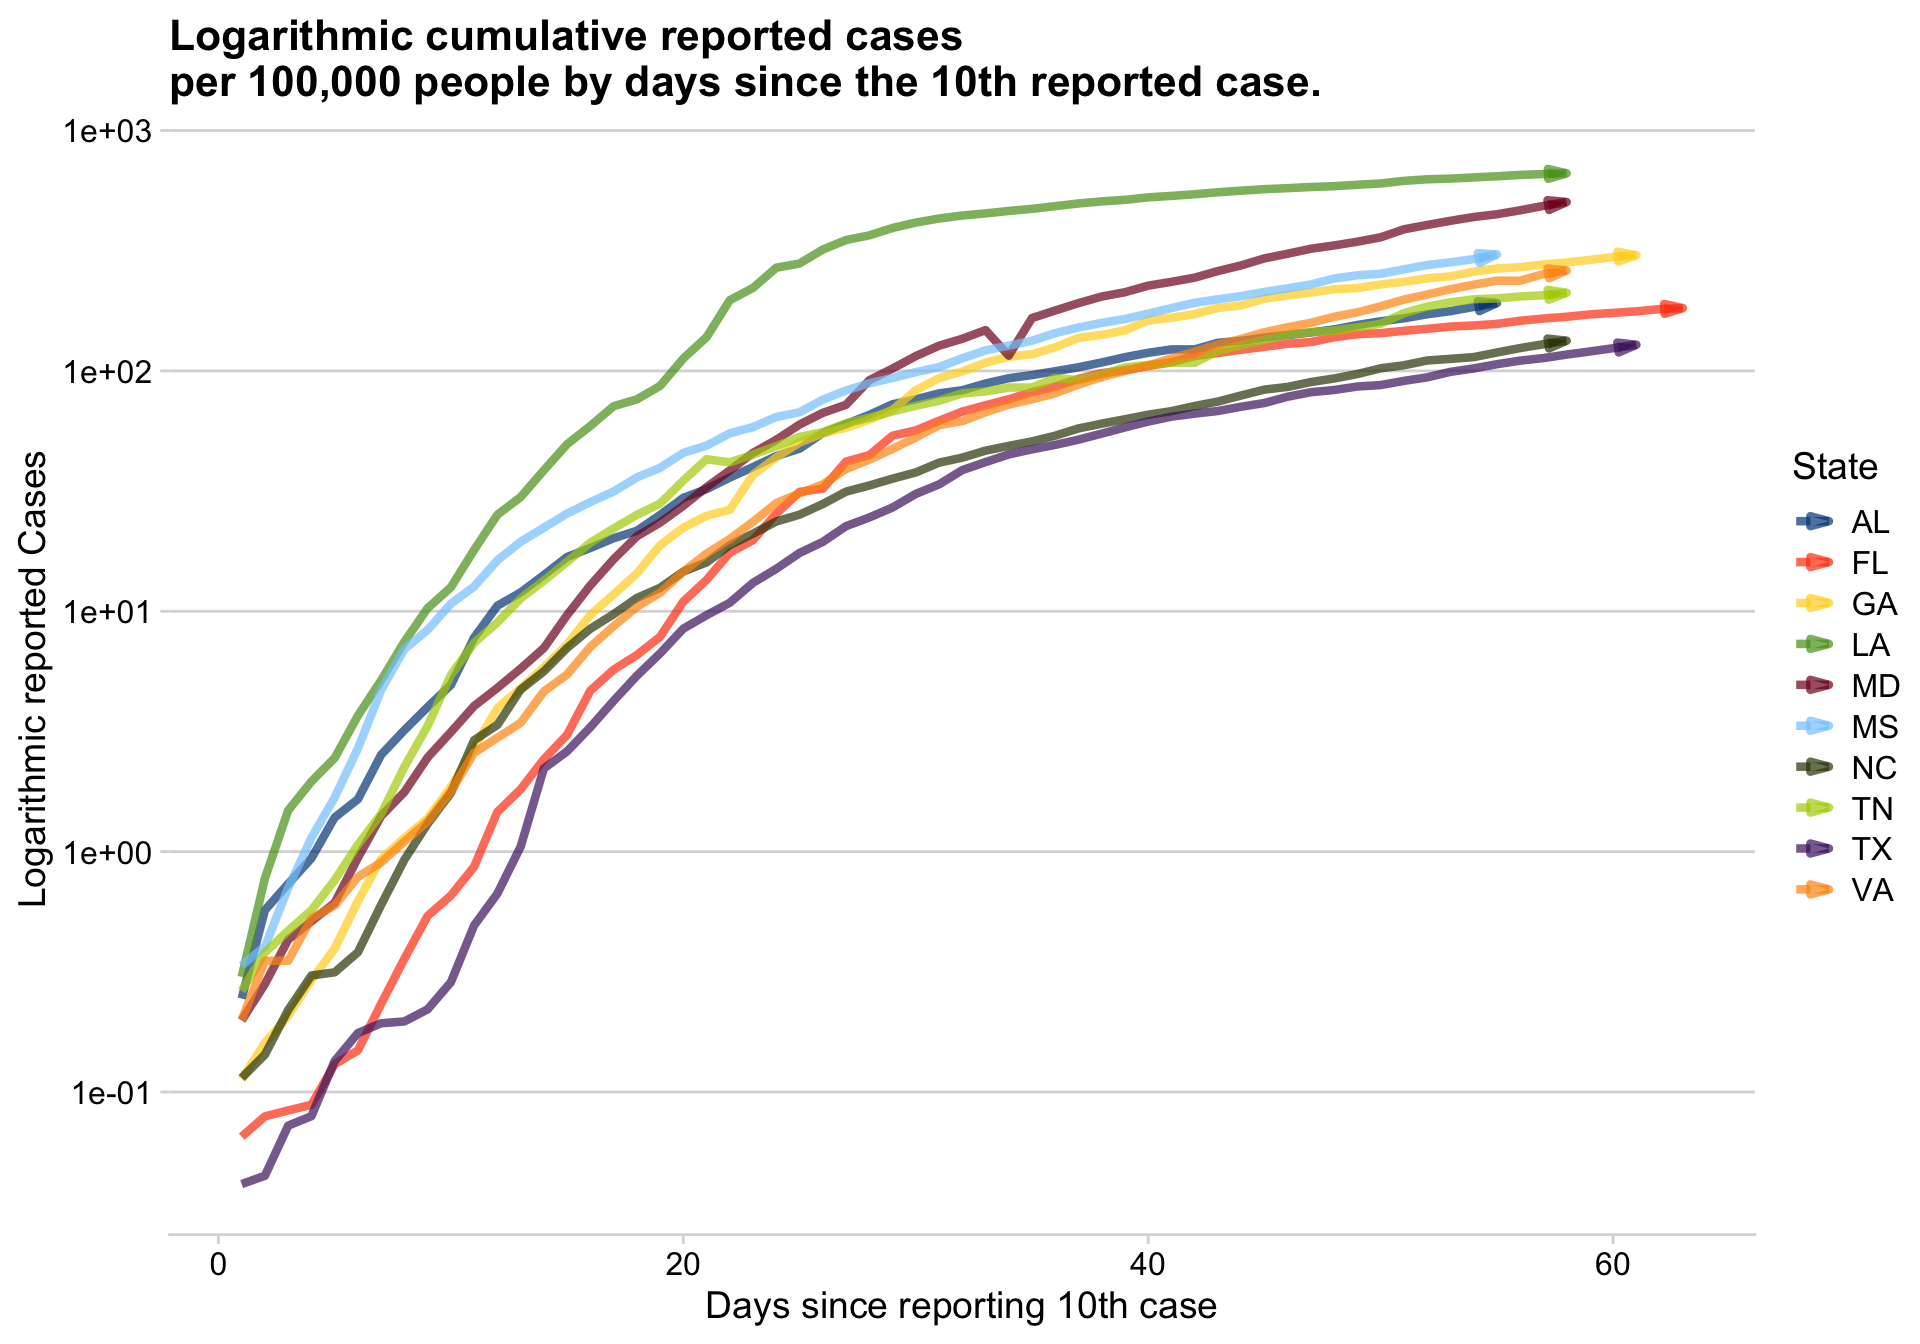 Logarithmic cumulative reported cases
per 100,000 people by days since the 10th reported case.
1e+03
1e+02
1e+01
1e+00
1e-01
Logarithmic reported Cases
0
20
40
60
Days since reporting 10th case
State
AL
FL
GA
LA
MD
MS
NC
TN
TX
VA